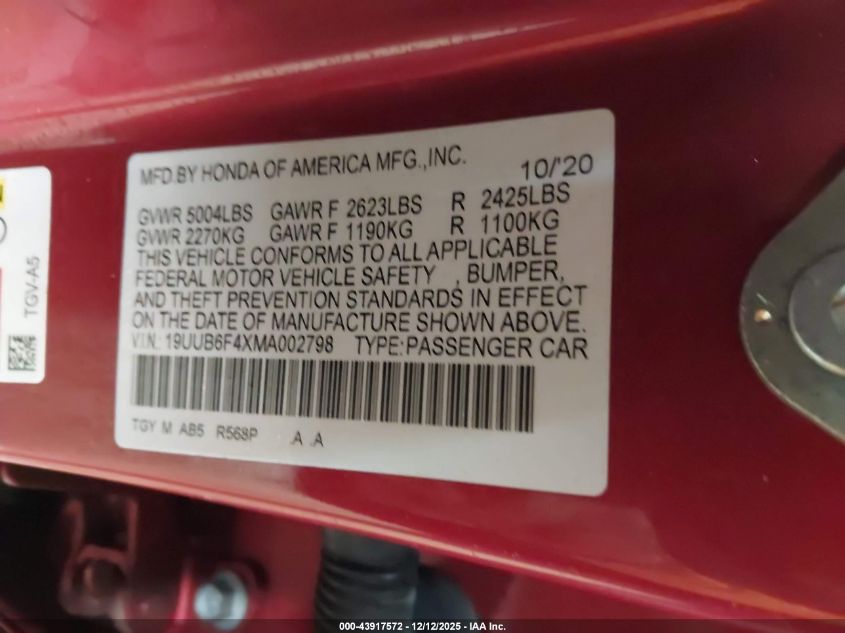 MFD.BY HONDA OF AMERICA MFG.,INC. 10/'20
GVWR 5004LBS GAWR F 2623LBS R 2425LBS
GVWR 2270KG GAWR F 1190KG R 1100KG
THIS VEHICLE CONFORMS TO ALL APPLICABLE
FEDERAL MOTOR VEHICLE SAFETY , BUMPER,
AND THEFT PREVENTION STANDARDS IN EFFECT
ON THE DATE OF MANUFACTURE SHOWN ABOVE.
V.I.N.: 19UUB6F4XMA002798 TYPE:PASSENGER CAR
TGY M AB5 R568P .A .A
TGV-A5
000-43917572 / 12/12/2025 - IAA Inc.